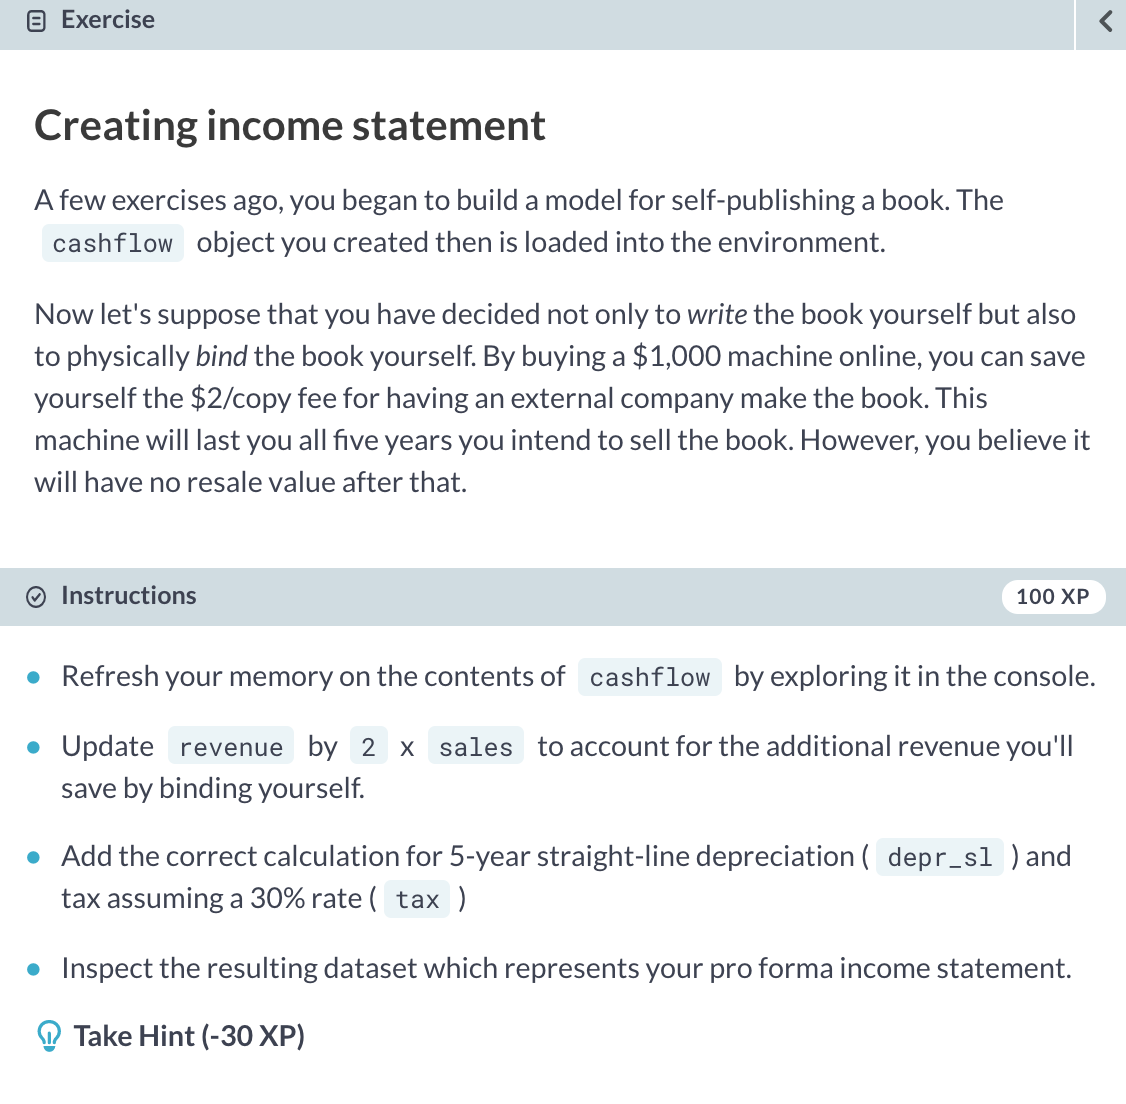 Exercise
Creating income statement
A few exercises ago, you began to build a model for self-publishing a book. The
cashflow object you created then is loaded into the environment.
Now let's suppose that you have decided not only to write the book yourself but also
to physically bind the book yourself. By buying a $1,000 machine online, you can save
yourself the $2/copy fee for having an external company make the book. This
machine will last you all five years you intend to sell the book. However, you believe it
will have no resale value after that.
Instructions
100 XP
Refresh your memory on the contents of cashflow by exploring it in the console.
Update revenue by 2 x sales to account for the additional revenue you'll
save by binding yourself.
Add the correct calculation for 5-year straight-line depreciation ( depr_sl ) and
tax assuming a 30% rate ( tax )
Inspect the resulting dataset which represents your pro forma income statement.
Take Hint (-30 XP)